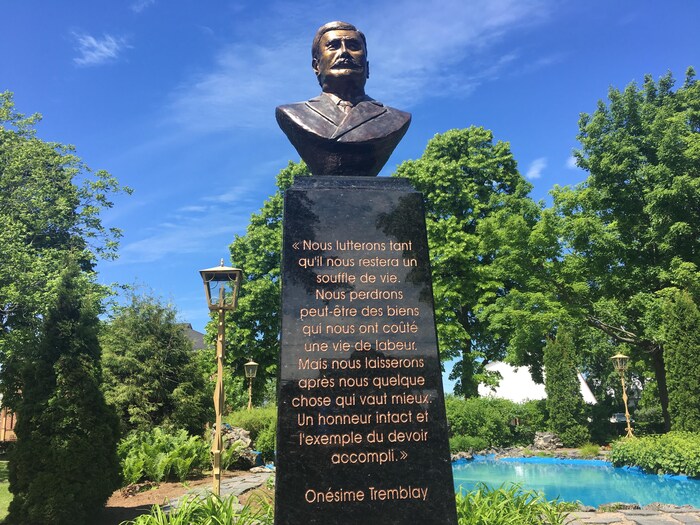 « Nous lutterons tant
qu'il nous restera un
souffle de vie.
Nous perdrons
peut-être des biens
qui nous ont coûté
une vie de labeur.
Mais nous laisserons
après nous quelque
chose qui vaut mieux.
Un honneur intact et
l'exemple du devoir
accompli. »
Onésime Tremblay